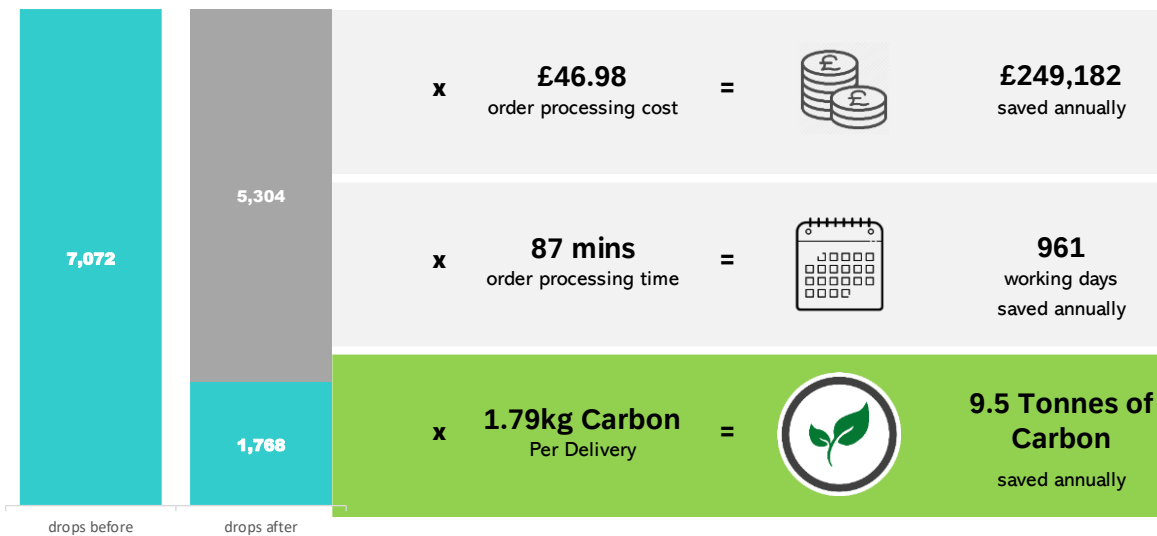 7,072
5,304
1,768
drops before
drops after
x
£46.98
order processing cost
=
££
£249,182
saved annually
x
87 mins
order processing time
=
961
working days
saved annually
x
1.79kg Carbon
Per Delivery
=
9.5 Tonnes of
Carbon
saved annually